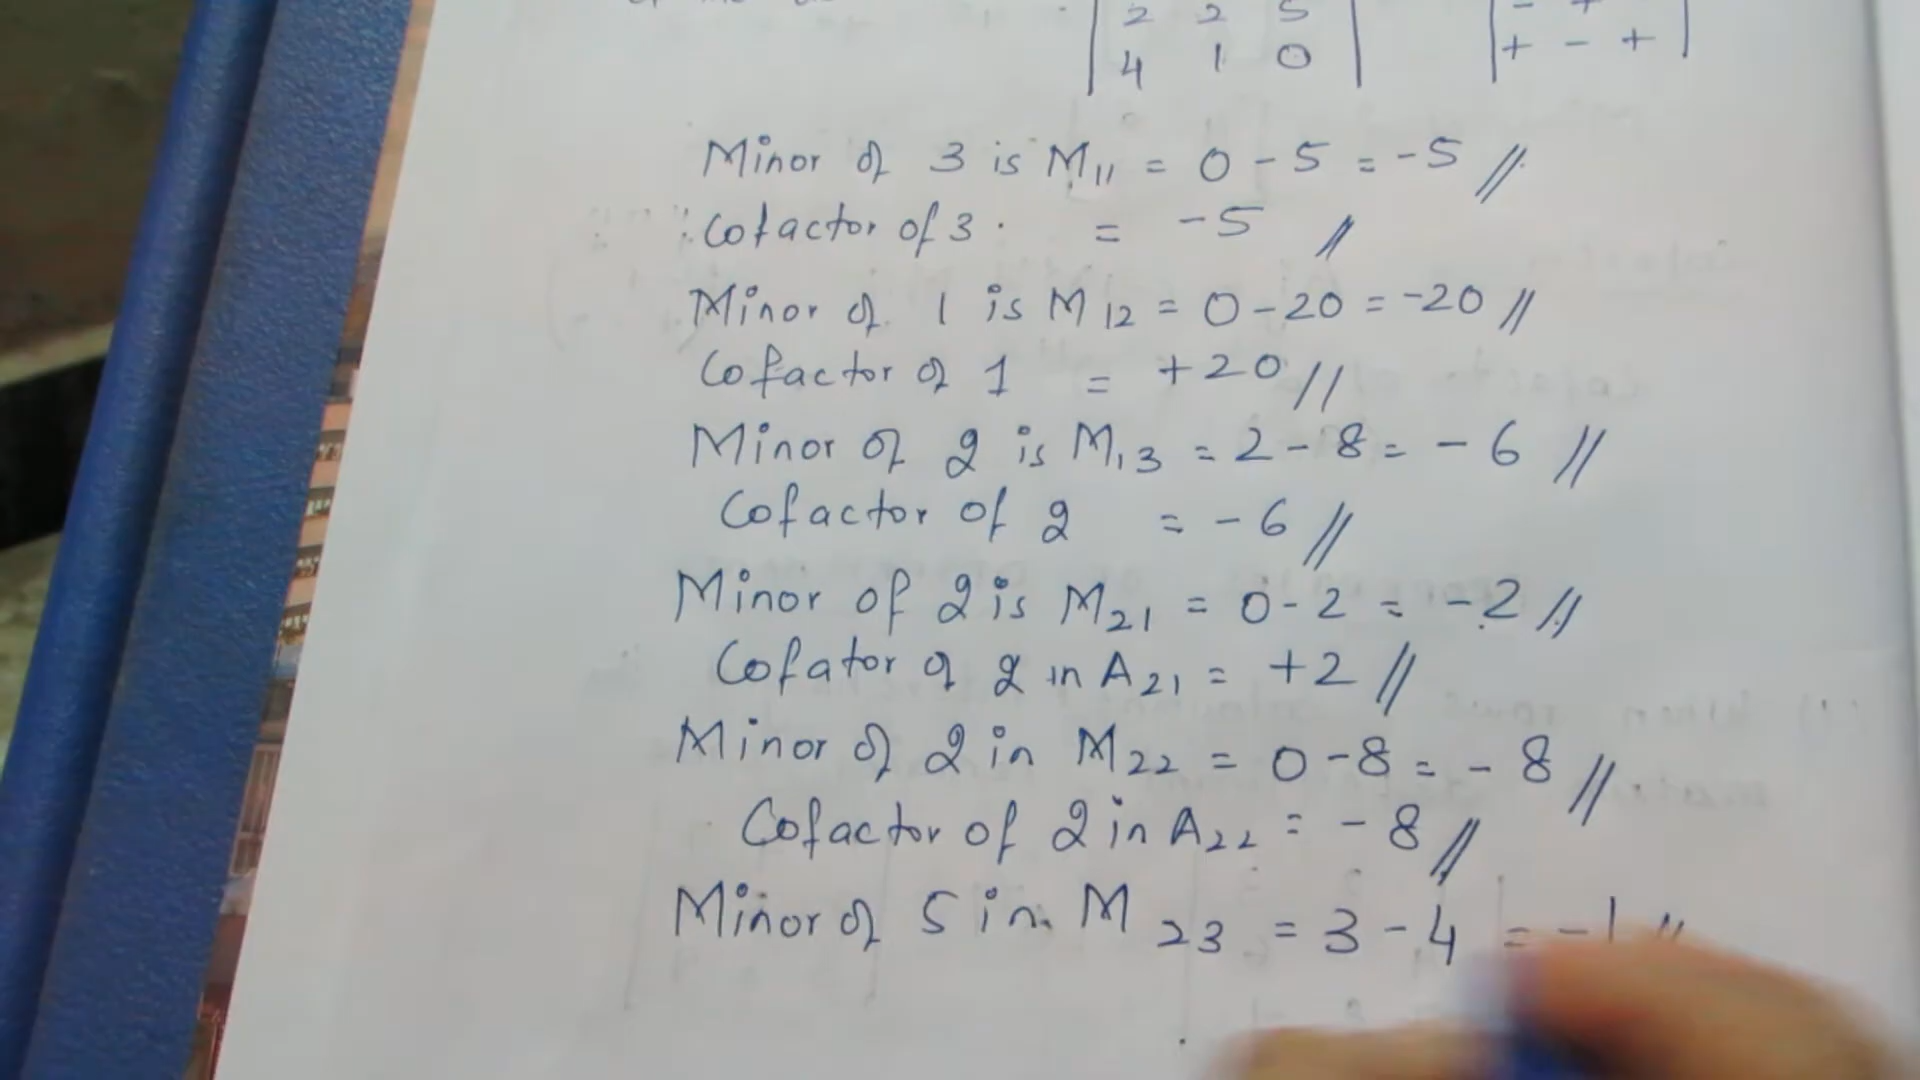 2 2 5
- +
4 1 0
+ - +
Minor of 3 is M11 = 0 - 5 = -5 //
Cofactor of 3. = -5 //
Minor of 1 is M12 = 0 - 20 = -20 //
Cofactor of 1 = +20 //
Minor of 2 is M13 = 2 - 8 = - 6 //
Cofactor of 2 = - 6 //
Minor of 2 is M21 = 0 - 2 = -2 //
Cofator of 2 in A21 = +2 //
Minor of 2 in M22 = 0 - 8 = - 8 //
Cofactor of 2 in A22 = - 8 //
Minor of 5 in M23 = 3 - 4 = -1 //